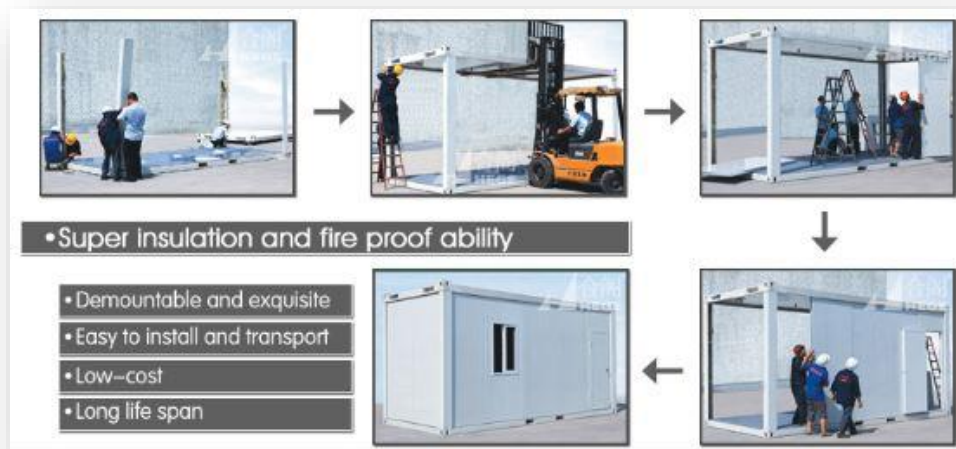 •Super insulation and fire proof ability
•Demountable and exquisite
•Easy to install and transport
•Low-cost
•Long life span